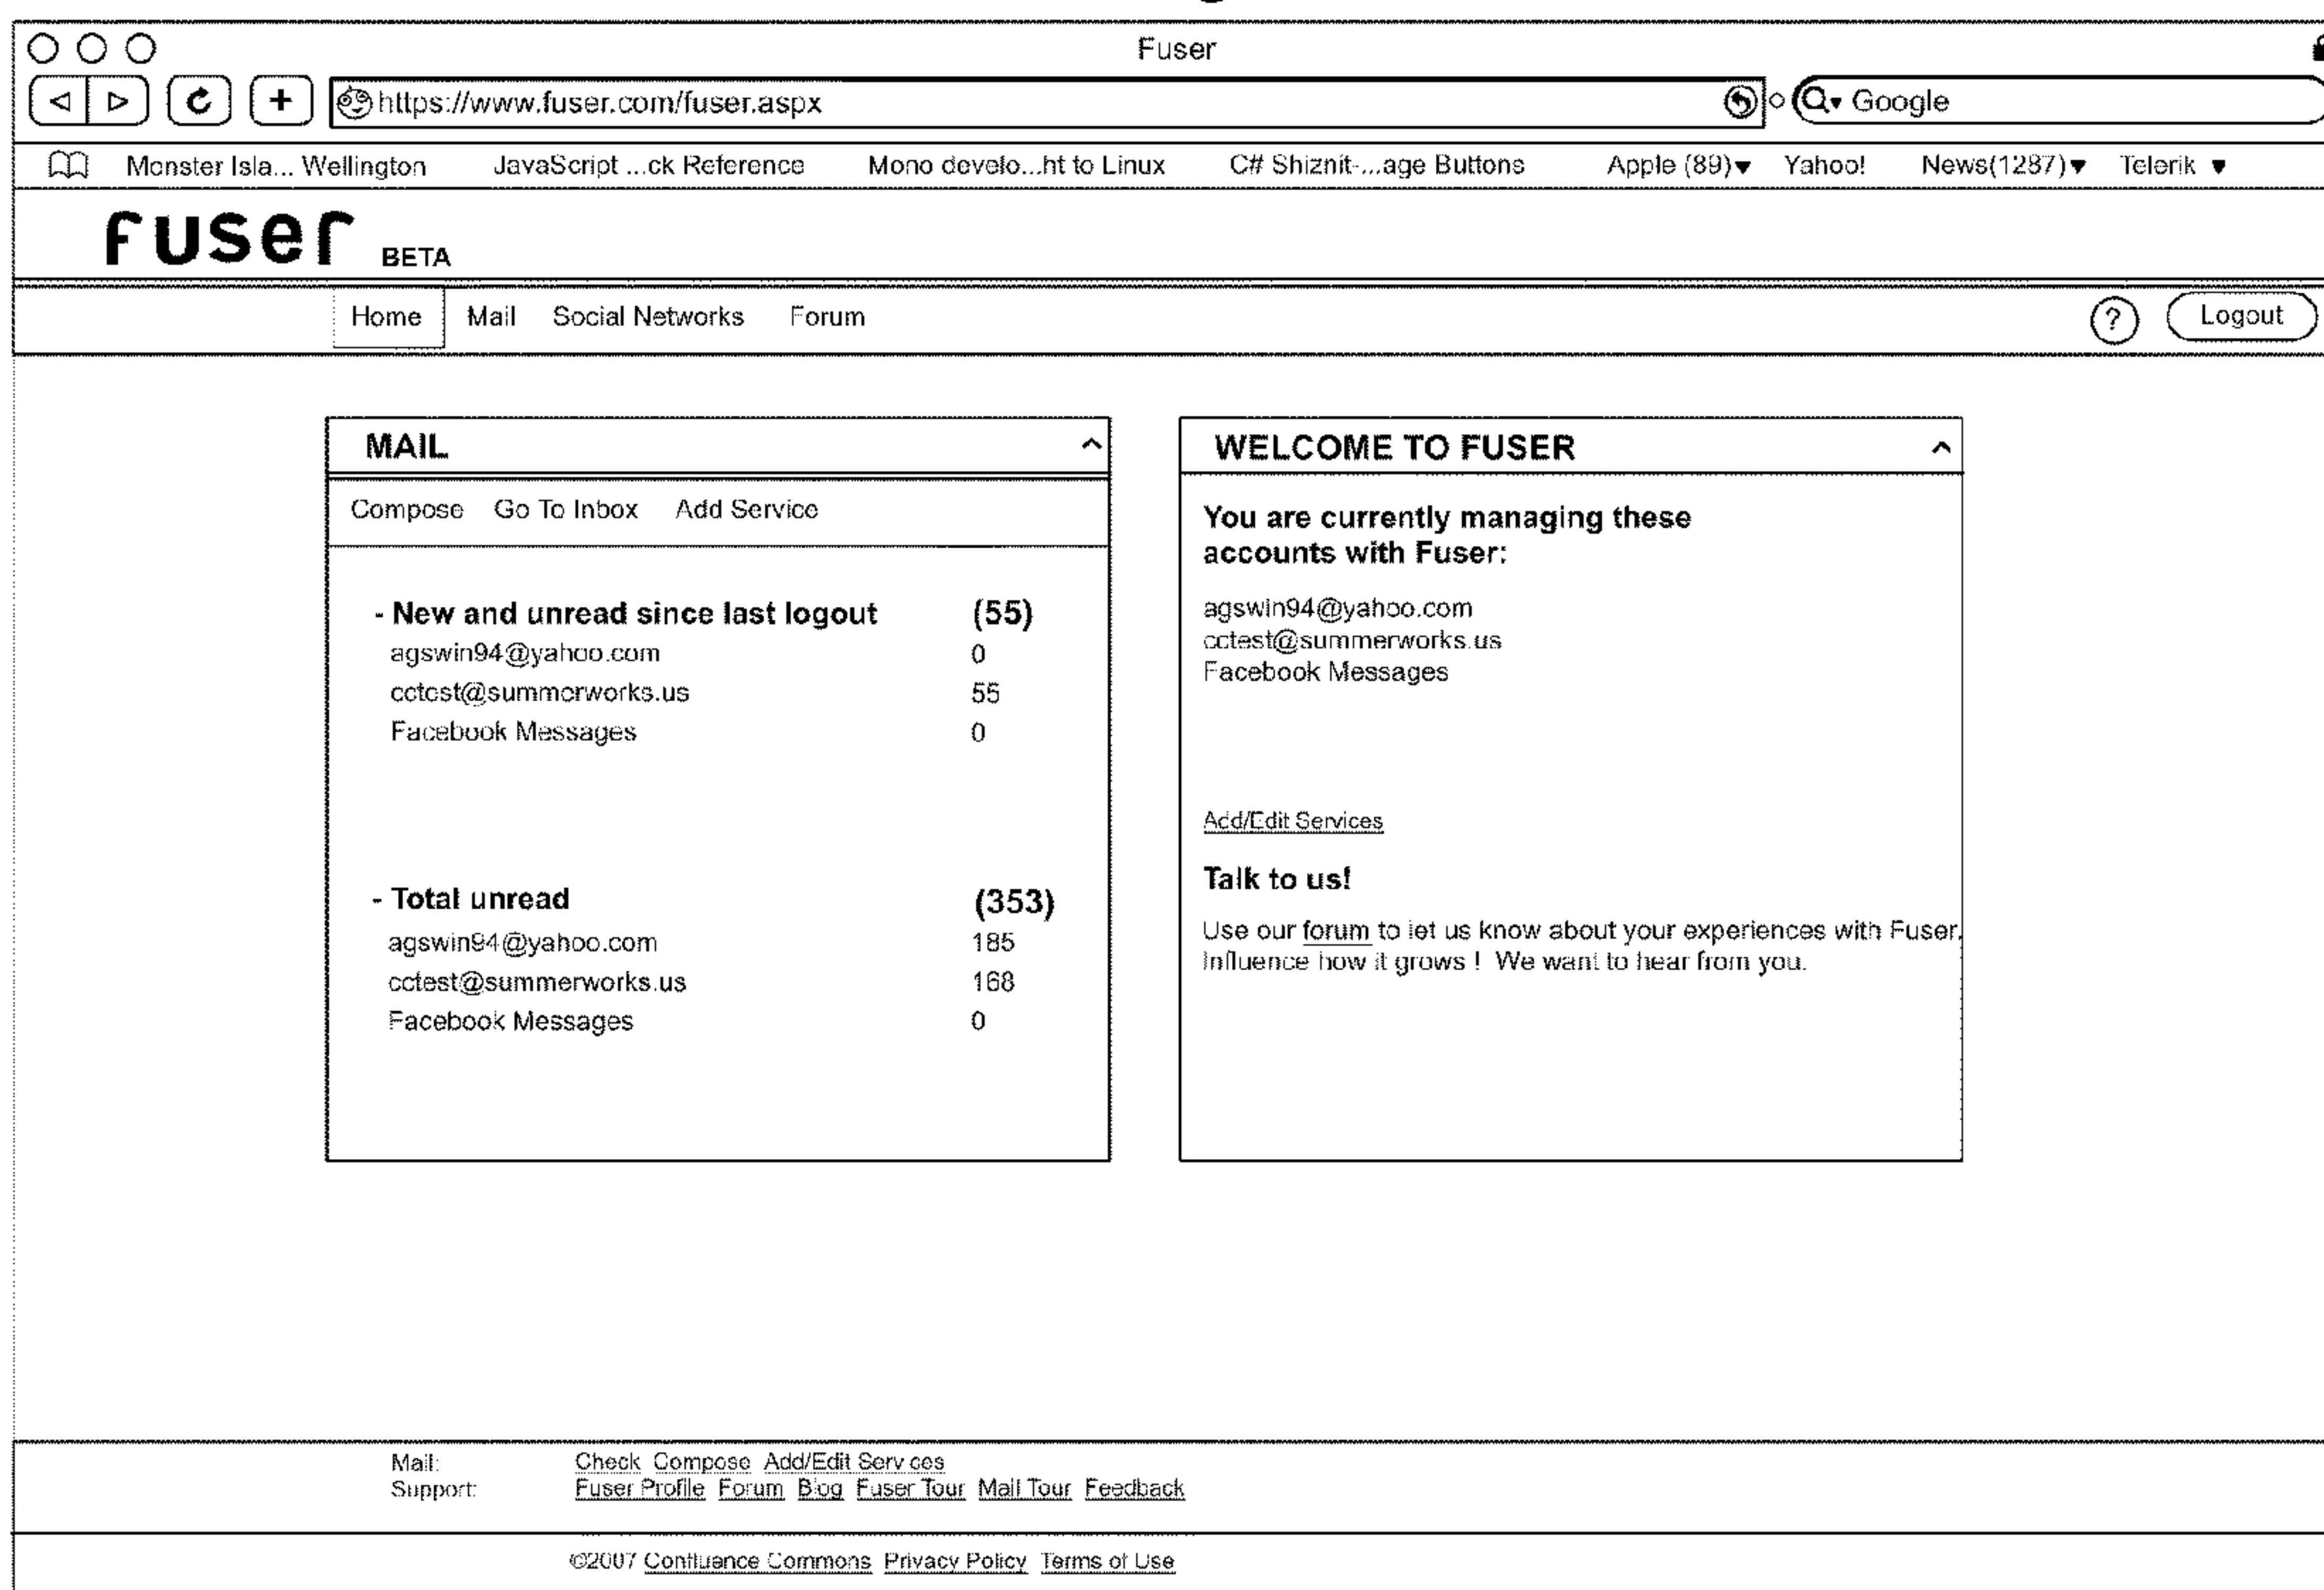 Fuser
https://www.fuser.com/fuser.aspx Google
Monster Isla... Wellington JavaScript ...ck Reference Mono develo...ht to Linux C# Shiznit-...age Buttons Apple (89)▾ Yahoo! News(1287)▾ Telerik ▾
fuser BETA
Home Mail Social Networks Forum ? Logout
MAIL
Compose Go To Inbox Add Service
- New and unread since last logout (55)
agswin94@yahoo.com 0
cctest@summerworks.us 55
Facebook Messages 0
- Total unread (353)
agswin94@yahoo.com 185
cctest@summerworks.us 168
Facebook Messages 0
WELCOME TO FUSER
You are currently managing these
accounts with Fuser:
agswin94@yahoo.com
cctest@summerworks.us
Facebook Messages
Add/Edit Services
Talk to us!
Use our forum to let us know about your experiences with Fuser.
Influence how it grows ! We want to hear from you.
Mail: Check Compose Add/Edit Services
Support: Fuser Profile Forum Blog Fuser Tour Mail Tour Feedback
©2007 Confluence Commons Privacy Policy Terms of Use